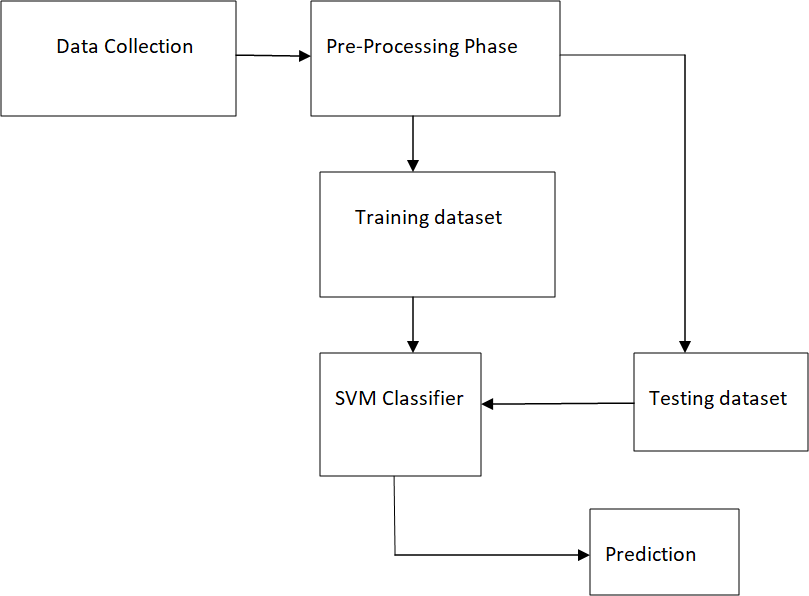 Data Collection
Pre-Processing Phase
Training dataset
SVM Classifier
Testing dataset
Prediction